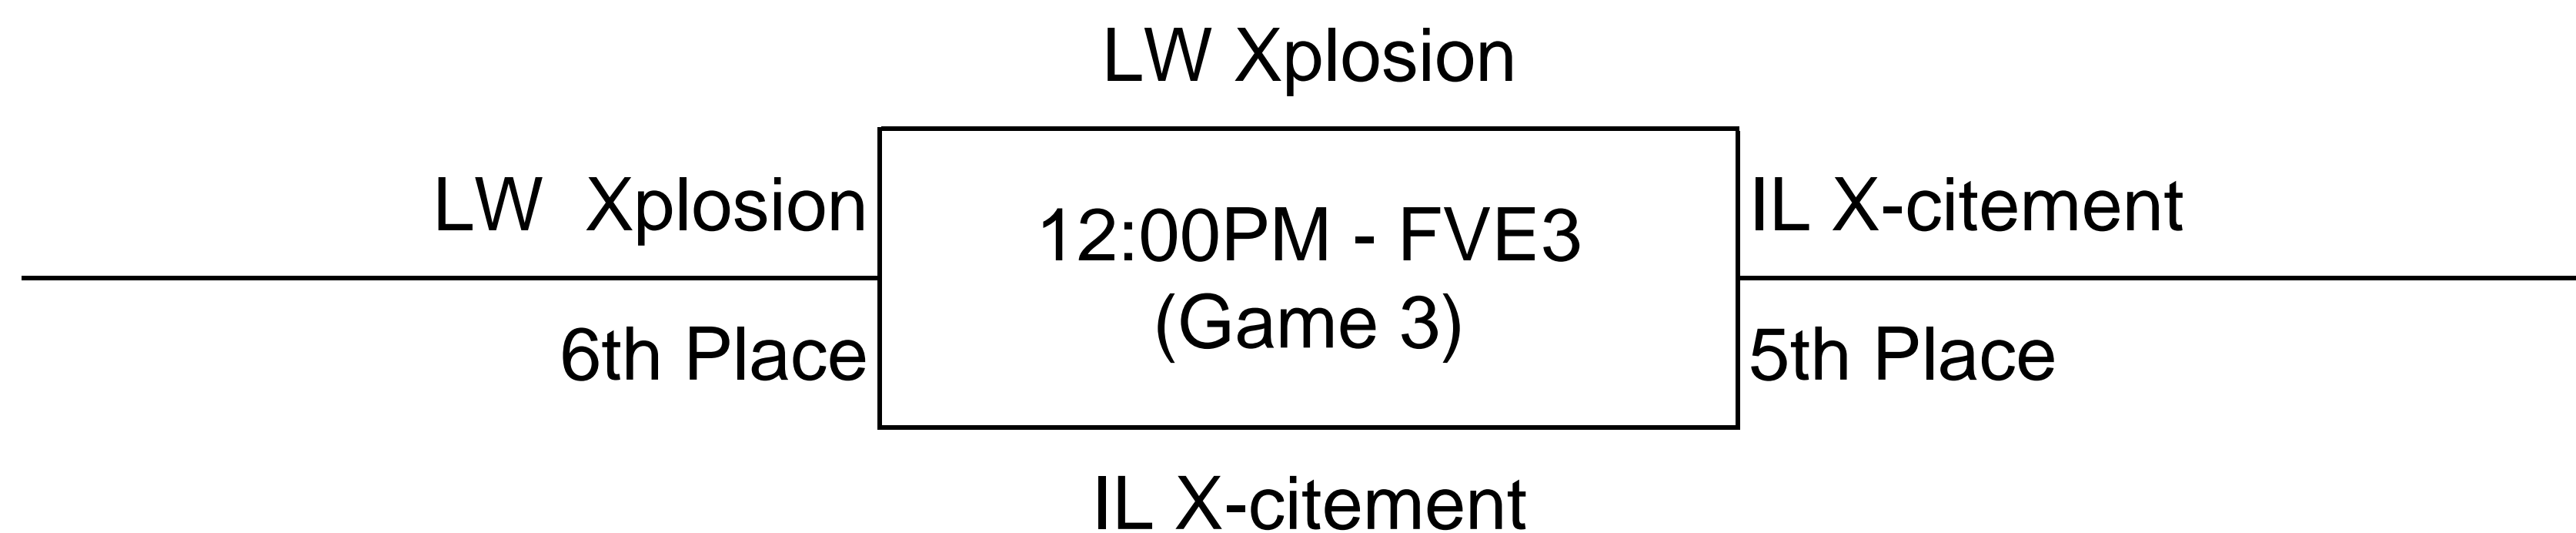 LW Xplosion
LW  Xplosion
IL X-citement
12:00PM - FVE3
(Game 3)
6th Place
5th Place
IL X-citement